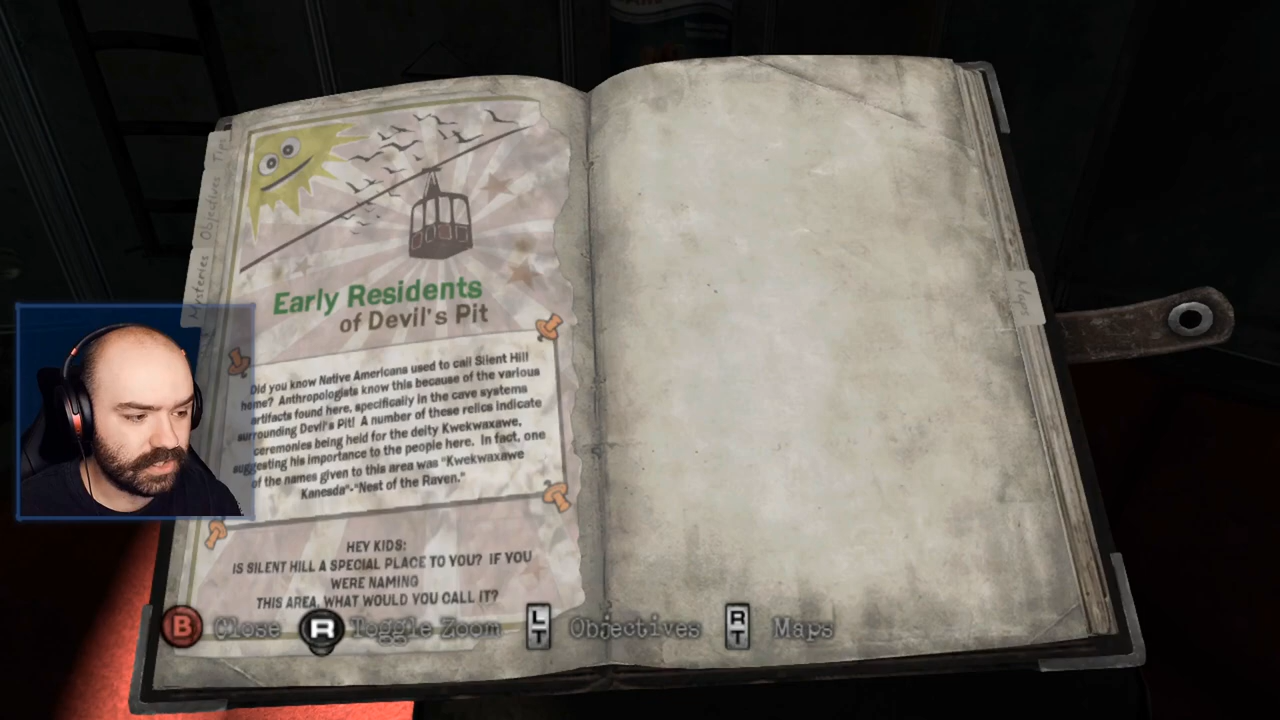 Tips
Objectives
Mysteries
Early Residents
of Devil's Pit
Did you know Native Americans used to call Silent Hill
home? Anthropologists know this because of the various
artifacts found here, specifically in the cave systems
surrounding Devil's Pit! A number of these relics indicate
ceremonies being held for the deity Kwekwaxawe,
suggesting his importance to the people here. In fact, one
of the names given to this area was "Kwekwaxawe
Kanesda"-"Nest of the Raven."
HEY KIDS:
IS SILENT HILL A SPECIAL PLACE TO YOU? IF YOU
WERE NAMING
THIS AREA, WHAT WOULD YOU CALL IT?
Maps
B Close R Toggle Zoom LT Objectives RT Maps